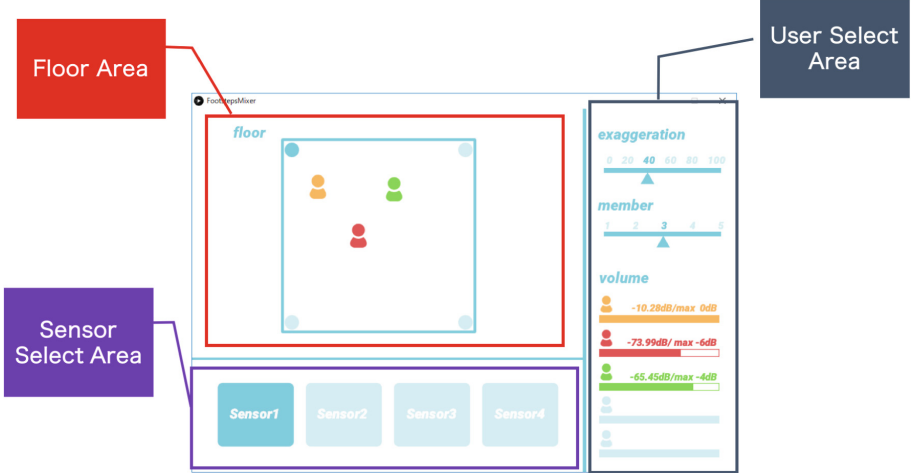 Floor Area
User Select
Area
FootstepsMixer
floor
exaggeration
0 20 40 60 80 100
member
1 2 3 4 5
volume
-10.28dB/max 0dB
-73.99dB/ max -6dB
-65.45dB/max -4dB
Sensor
Select Area
Sensor1 Sensor2 Sensor3 Sensor4